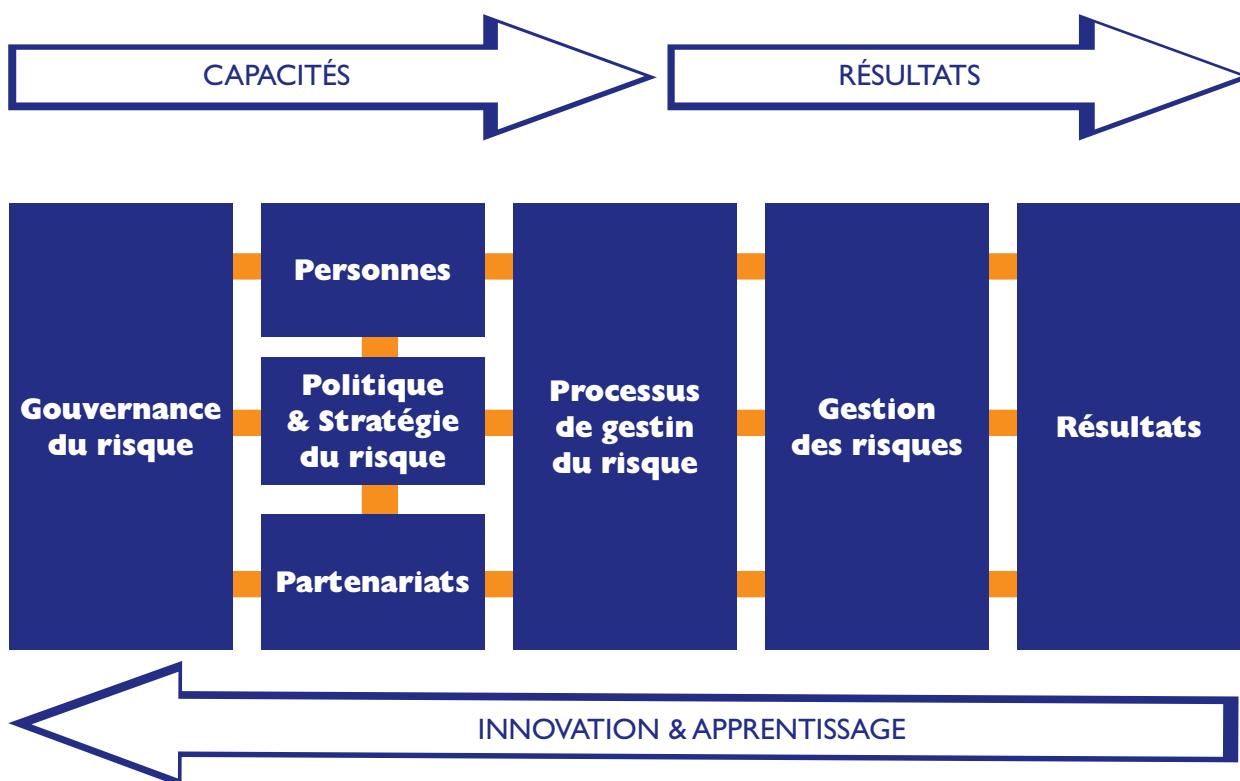 CAPACITÉS
RÉSULTATS
Gouvernance
du risque
Personnes
Politique
& Stratégie
du risque
Partenariats
Processus
de gestin
du risque
Gestion
des risques
Résultats
INNOVATION & APPRENTISSAGE